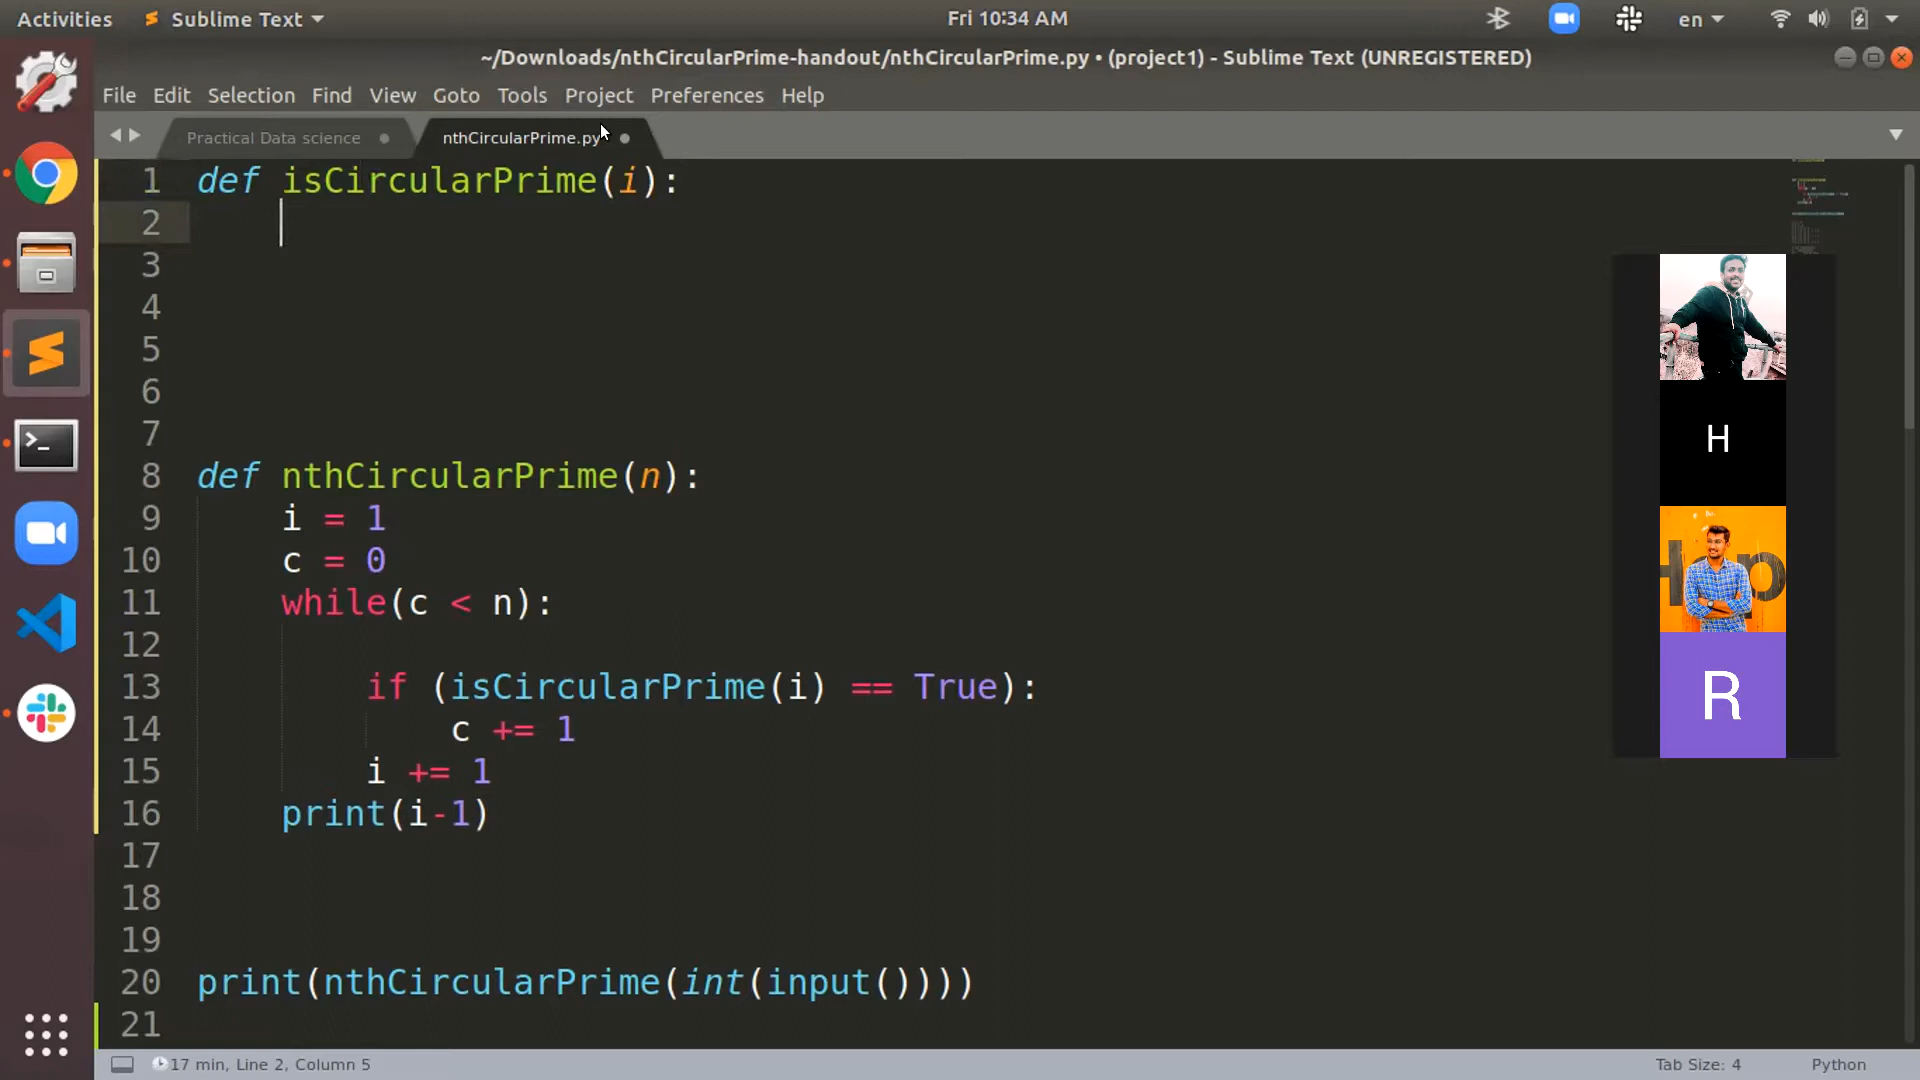 Activities Sublime Text Fri 10:34 AM en
~/Downloads/nthCircularPrime-handout/nthCircularPrime.py • (project1) - Sublime Text (UNREGISTERED)
File Edit Selection Find View Goto Tools Project Preferences Help
Practical Data science nthCircularPrime.py
1 def isCircularPrime(i):
2
3
4
5
6
7
8 def nthCircularPrime(n):
9 i = 1
10 c = 0
11 while(c < n):
12
13 if (isCircularPrime(i) == True):
14 c += 1
15 i += 1
16 print(i-1)
17
18
19
20 print(nthCircularPrime(int(input())))
21
H
R
17 min, Line 2, Column 5 Tab Size: 4 Python